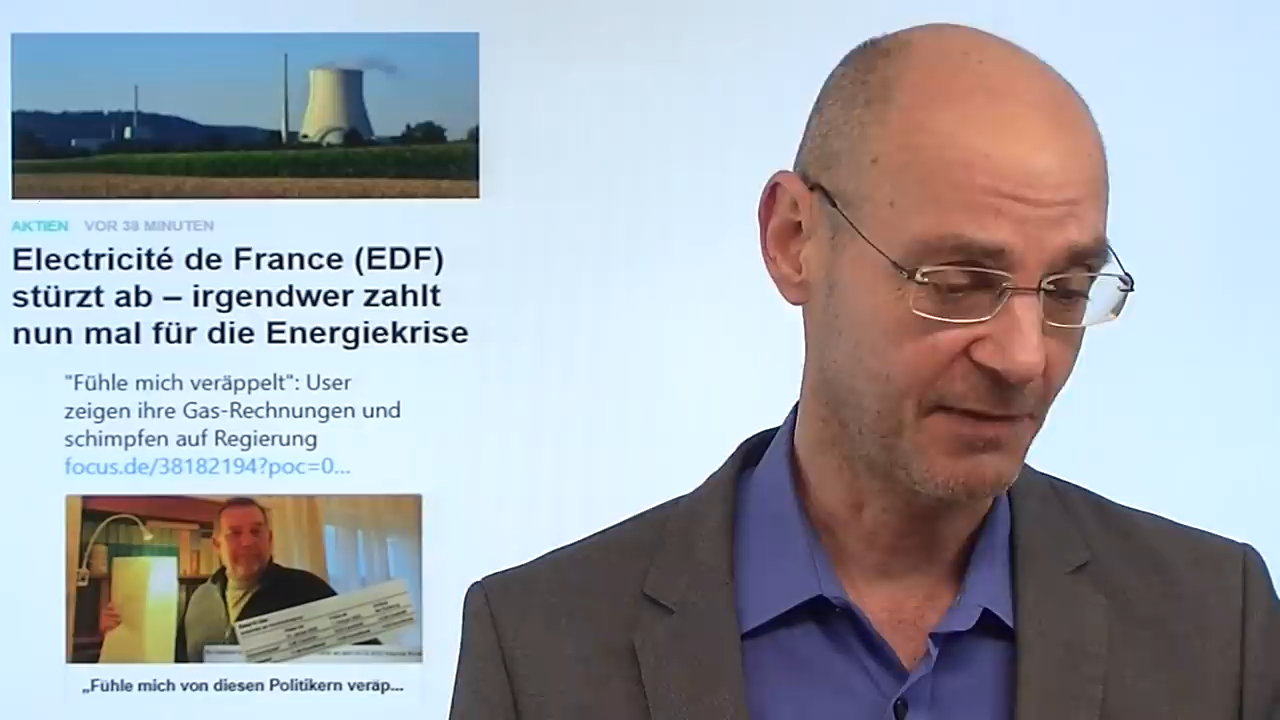 AKTIEN VOR 38 MINUTEN
Electricité de France (EDF)
stürzt ab – irgendwer zahlt
nun mal für die Energiekrise
"Fühle mich veräppelt": User
zeigen ihre Gas-Rechnungen und
schimpfen auf Regierung
focus.de/38182194?poc=0...
„Fühle mich von diesen Politikern veräp...